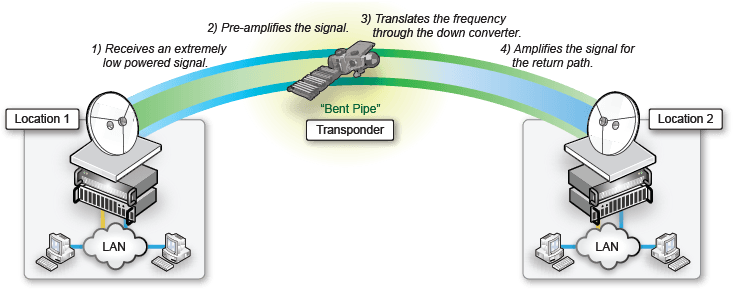 1) Receives an extremely
low powered signal.
2) Pre-amplifies the signal.
3) Translates the frequency
through the down converter.
4) Amplifies the signal for
the return path.
Location 1
"Bent Pipe"
Transponder
Location 2
LAN
LAN